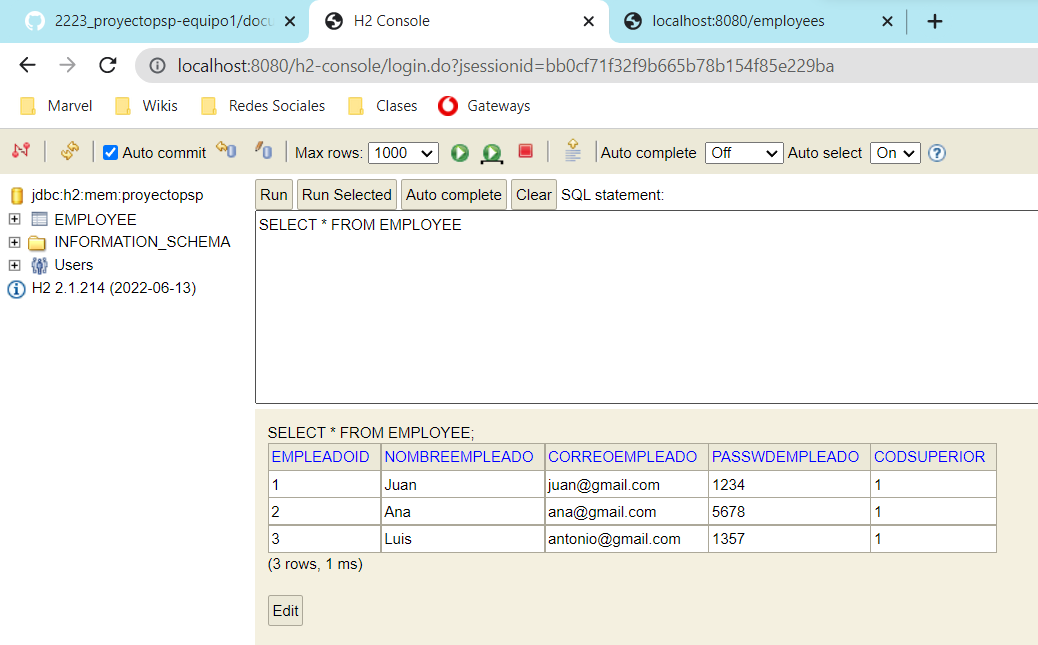 2223_proyectopsp-equipo1/docu
H2 Console
localhost:8080/employees
localhost:8080/h2-console/login.do?jsessionid=bb0cf71f32f9b665b78b154f85e229ba
Marvel
Wikis
Redes Sociales
Clases
Gateways
Auto commit
Max rows: 1000
Auto complete Off
Auto select On
jdbc:h2:mem:proyectopsp
EMPLOYEE
INFORMATION_SCHEMA
Users
H2 2.1.214 (2022-06-13)
Run Run Selected Auto complete Clear SQL statement:
SELECT * FROM EMPLOYEE
SELECT * FROM EMPLOYEE;
EMPLEADOID NOMBREEMPLEADO CORREOEMPLEADO PASSWDEMPLEADO CODSUPERIOR
1 Juan juan@gmail.com 1234 1
2 Ana ana@gmail.com 5678 1
3 Luis antonio@gmail.com 1357 1
(3 rows, 1 ms)
Edit